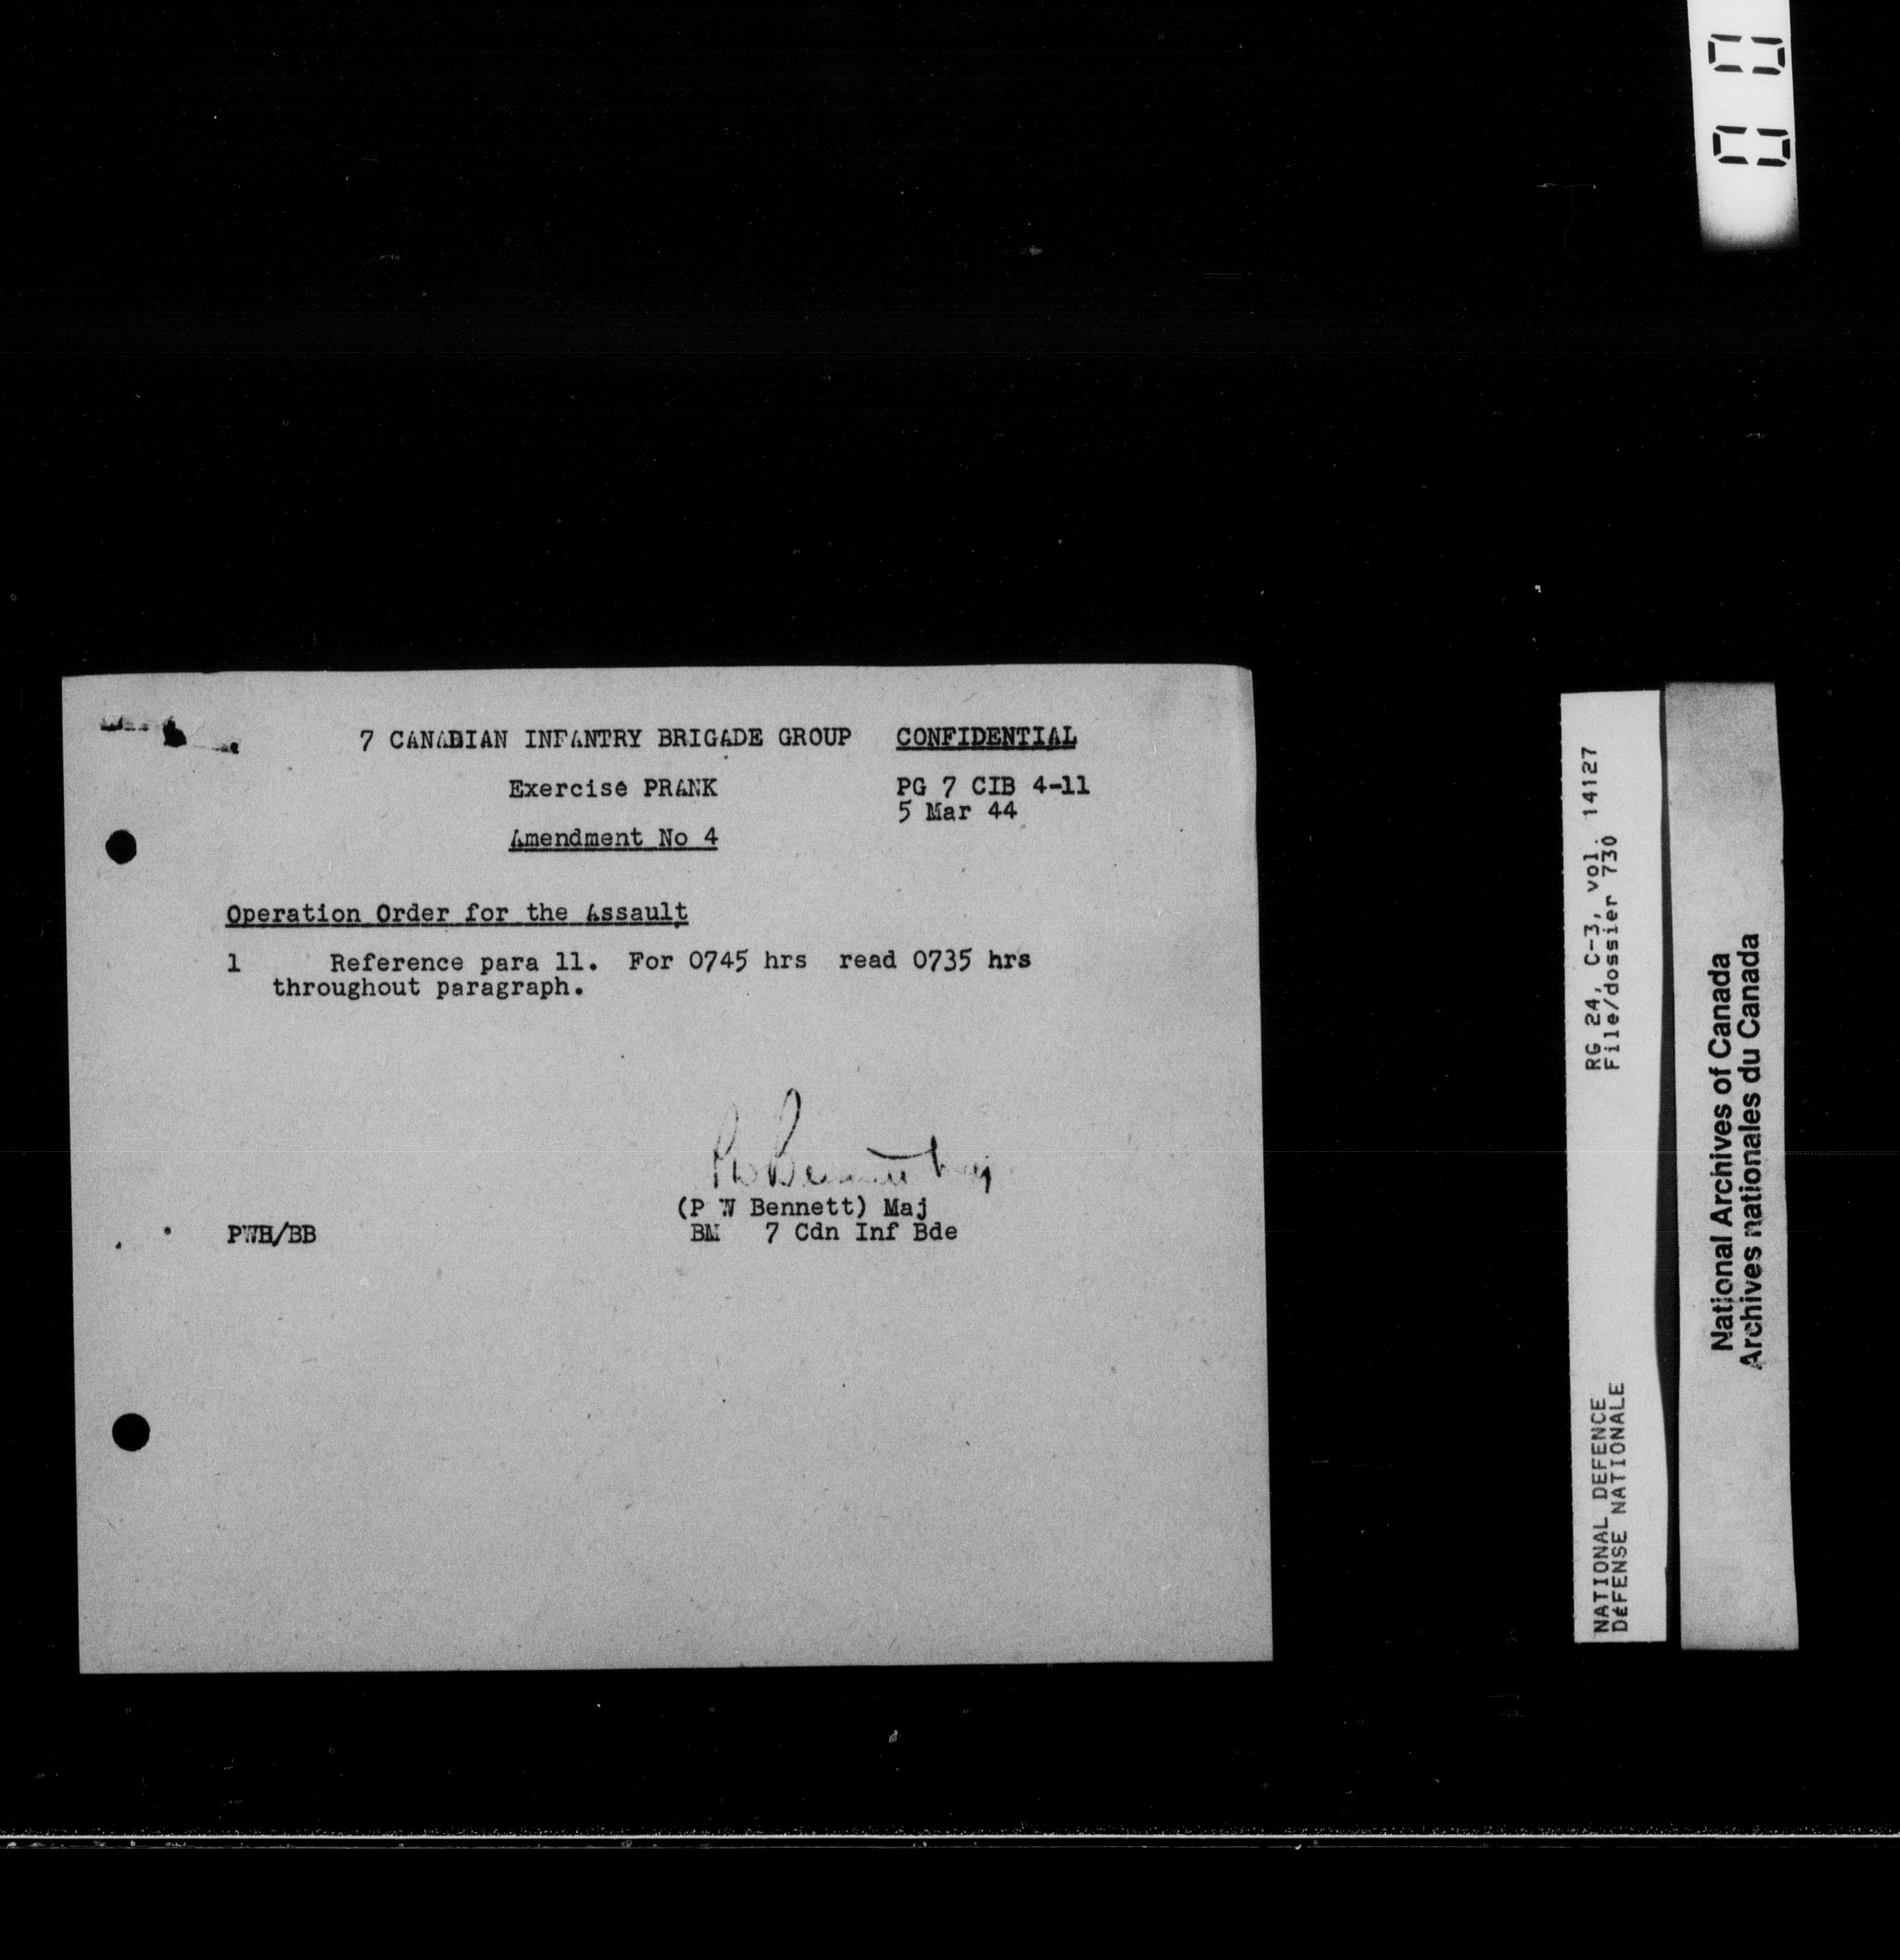 7 CANADIAN INFANTRY BRIGADE GROUP CONFIDENTIAL
Exercise PRANK PG 7 CIB 4-11
5 Mar 44
Amendment No 4
Operation Order for the Assault
1 Reference para 11. For 0745 hrs read 0735 hrs
throughout paragraph.
P W Bennett Maj
(P W Bennett) Maj
PWB/BB BM 7 Cdn Inf Bde
RG 24, C-3, vol. 14127
File/dossier 730
NATIONAL DEFENCE
DÉFENSE NATIONALE
National Archives of Canada
Archives nationales du Canada